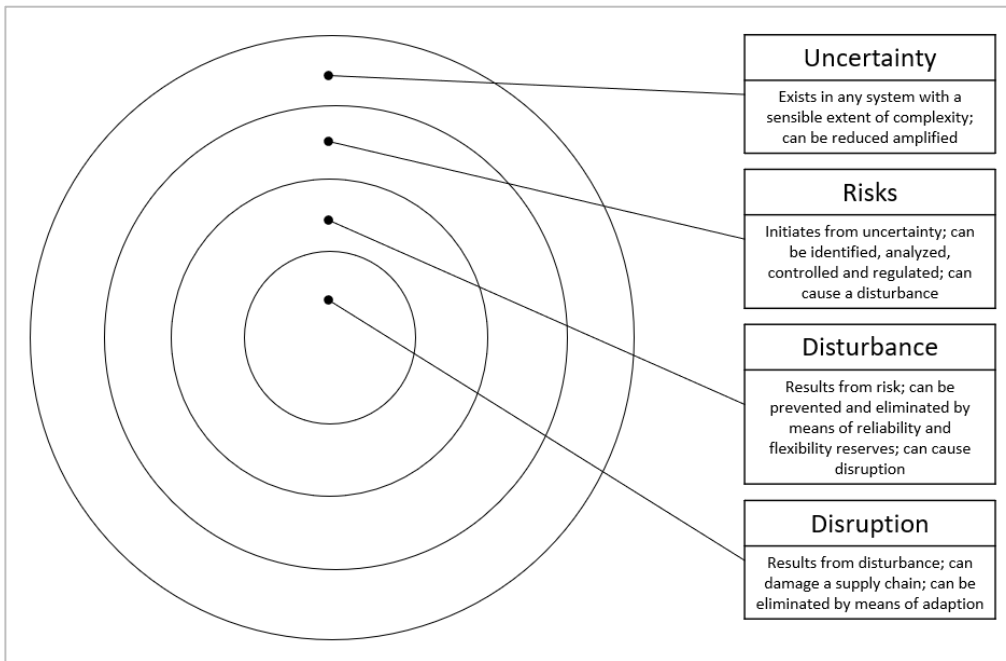 Uncertainty
Exists in any system with a
sensible extent of complexity;
can be reduced amplified
Risks
Initiates from uncertainty; can
be identified, analyzed,
controlled and regulated; can
cause a disturbance
Disturbance
Results from risk; can be
prevented and eliminated by
means of reliability and
flexibility reserves; can cause
disruption
Disruption
Results from disturbance; can
damage a supply chain; can be
eliminated by means of adaption